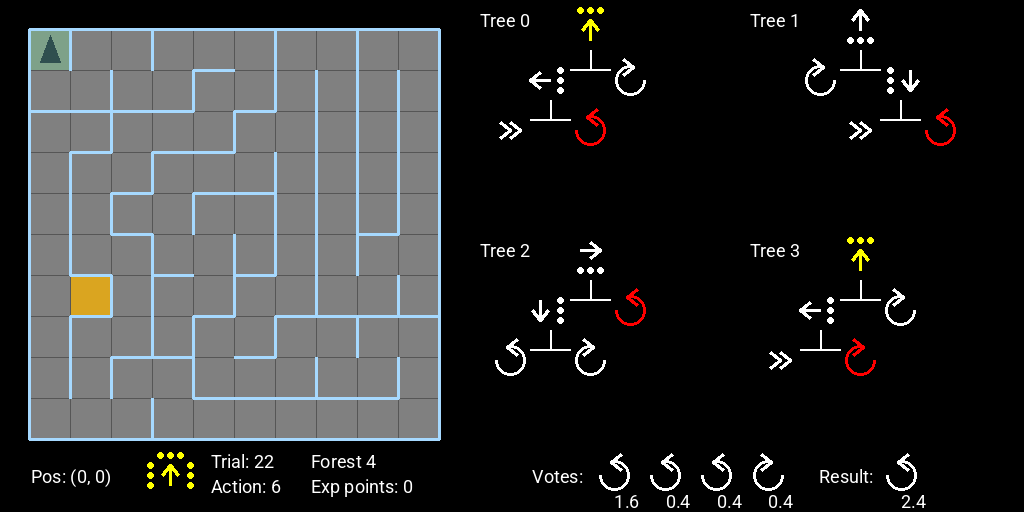 Tree 0
Tree 1
Tree 2
Tree 3
Pos: (0, 0)
Trial: 22
Forest 4
Action: 6
Exp points: 0
Votes:
1.6
0.4
0.4
0.4
Result:
2.4